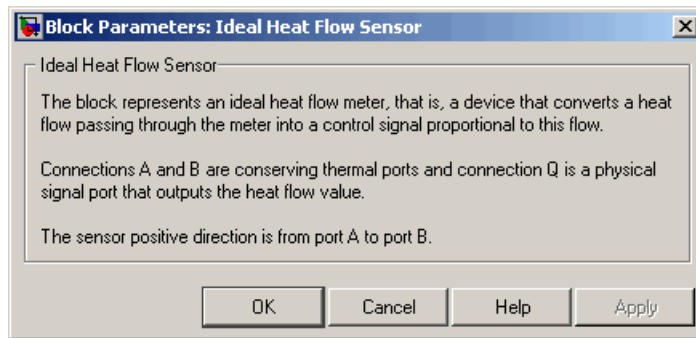 Block Parameters: Ideal Heat Flow Sensor
Ideal Heat Flow Sensor
The block represents an ideal heat flow meter, that is, a device that converts a heat
flow passing through the meter into a control signal proportional to this flow.
Connections A and B are conserving thermal ports and connection Q is a physical
signal port that outputs the heat flow value.
The sensor positive direction is from port A to port B.
OK Cancel Help Apply